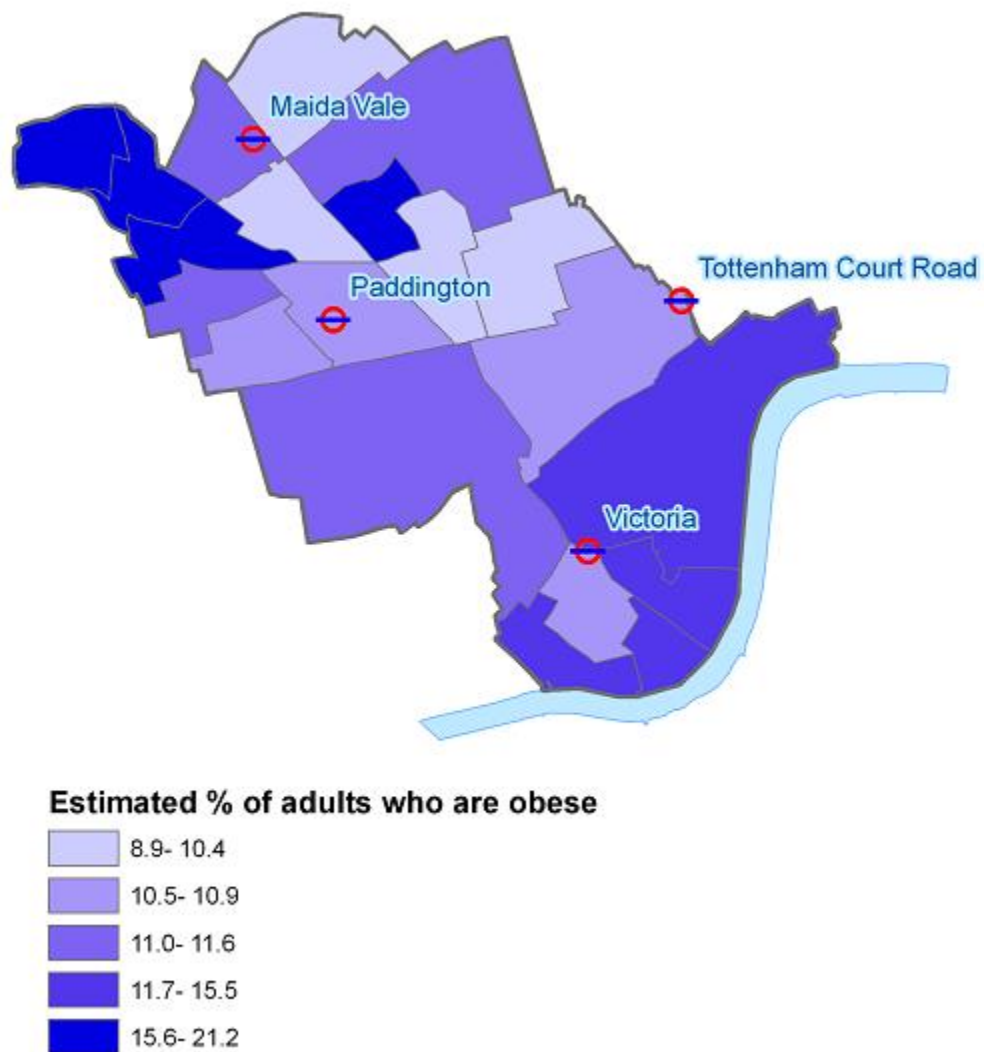 Maida Vale
Tottenham Court Road
Paddington
Victoria
Estimated % of adults who are obese
8.9- 10.4
10.5- 10.9
11.0- 11.6
11.7- 15.5
15.6- 21.2